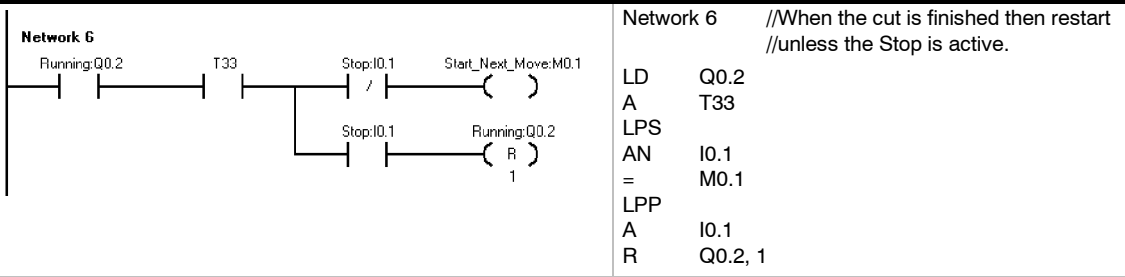 Network 6
Running:Q0.2 T33 Stop:I0.1 Start_Next_Move:M0.1
/
Stop:I0.1 Running:Q0.2
R
1
Network 6 //When the cut is finished then restart
//unless the Stop is active.
LD Q0.2
A T33
LPS
AN I0.1
= M0.1
LPP
A I0.1
R Q0.2, 1